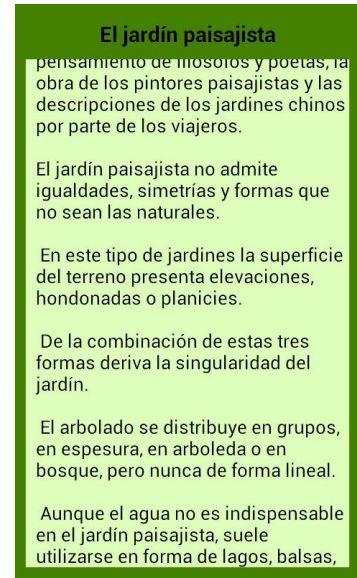 El jardín paisajista
pensamiento de filósofos y poetas, la
obra de los pintores paisajistas y las
descripciones de los jardines chinos
por parte de los viajeros.
El jardín paisajista no admite
igualdades, simetrías y formas que
no sean las naturales.
En este tipo de jardines la superficie
del terreno presenta elevaciones,
hondonadas o planicies.
De la combinación de estas tres
formas deriva la singularidad del
jardín.
El arbolado se distribuye en grupos,
en espesura, en arboleda o en
bosque, pero nunca de forma lineal.
Aunque el agua no es indispensable
en el jardín paisajista, suele
utilizarse en forma de lagos, balsas,